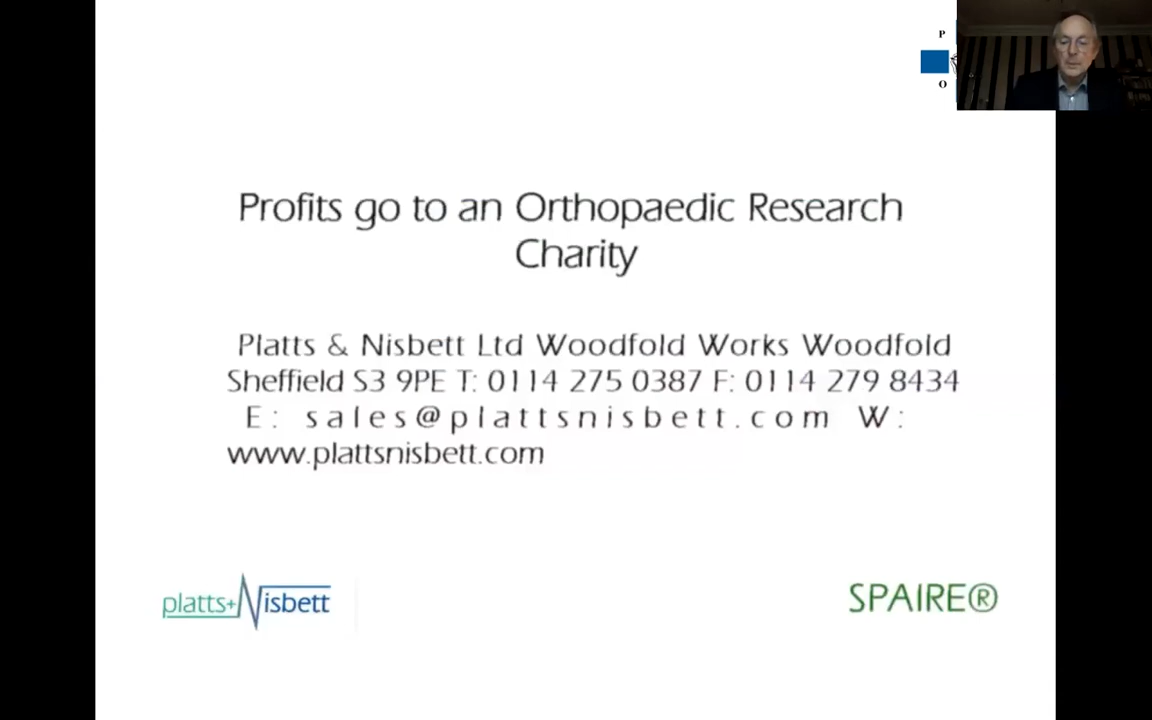 P
O
Profits go to an Orthopaedic Research
Charity
Platts & Nisbett Ltd Woodfold Works Woodfold
Sheffield S3 9PE T: 0114 275 0387 F: 0114 279 8434
E: sales@plattsnisbett.com W:
www.plattsnisbett.com
platts+Nisbett
SPAIRE®